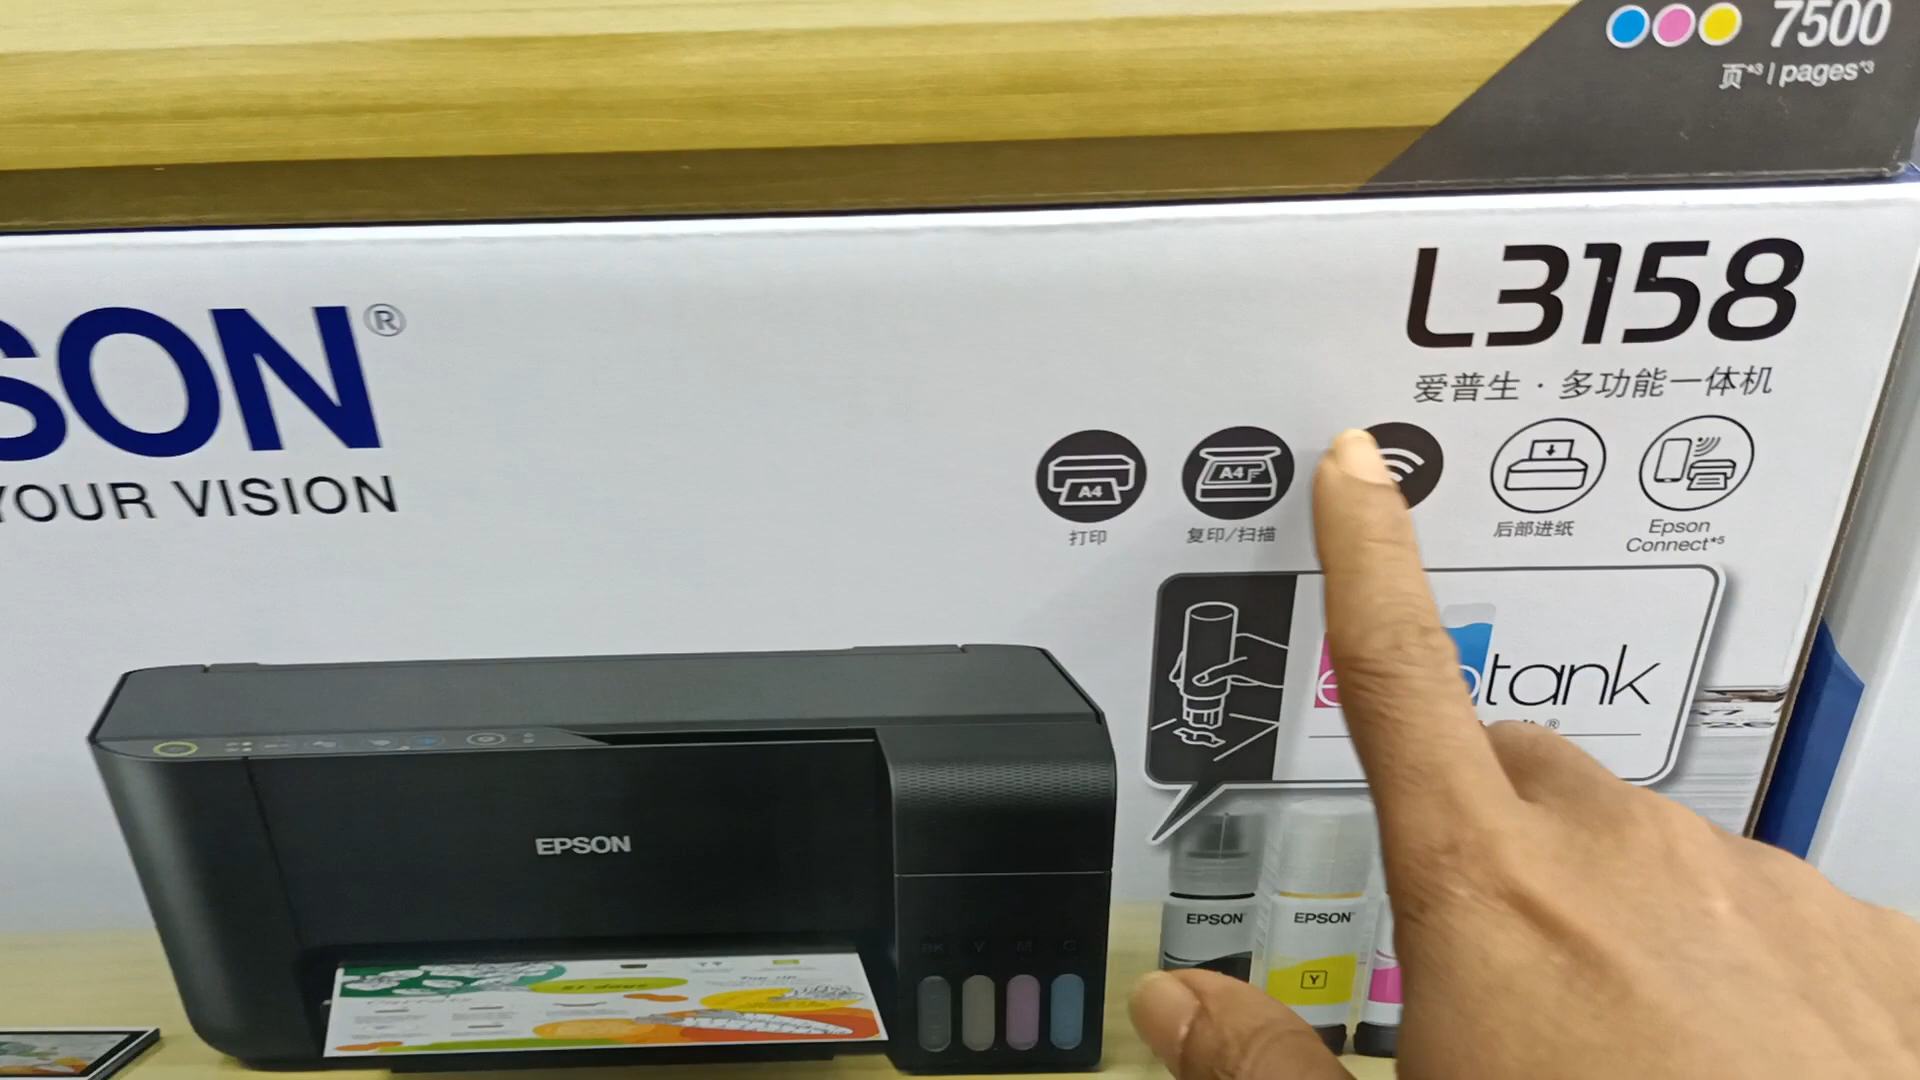 7500
页*3 | pages*3
SON®
YOUR VISION
L3158
爱普生·多功能一体机
A4
A4
打印
复印/扫描
后部进纸
Epson
Connect*5
tank
®
EPSON
BK Y M C
EPSON
EPSON
Y